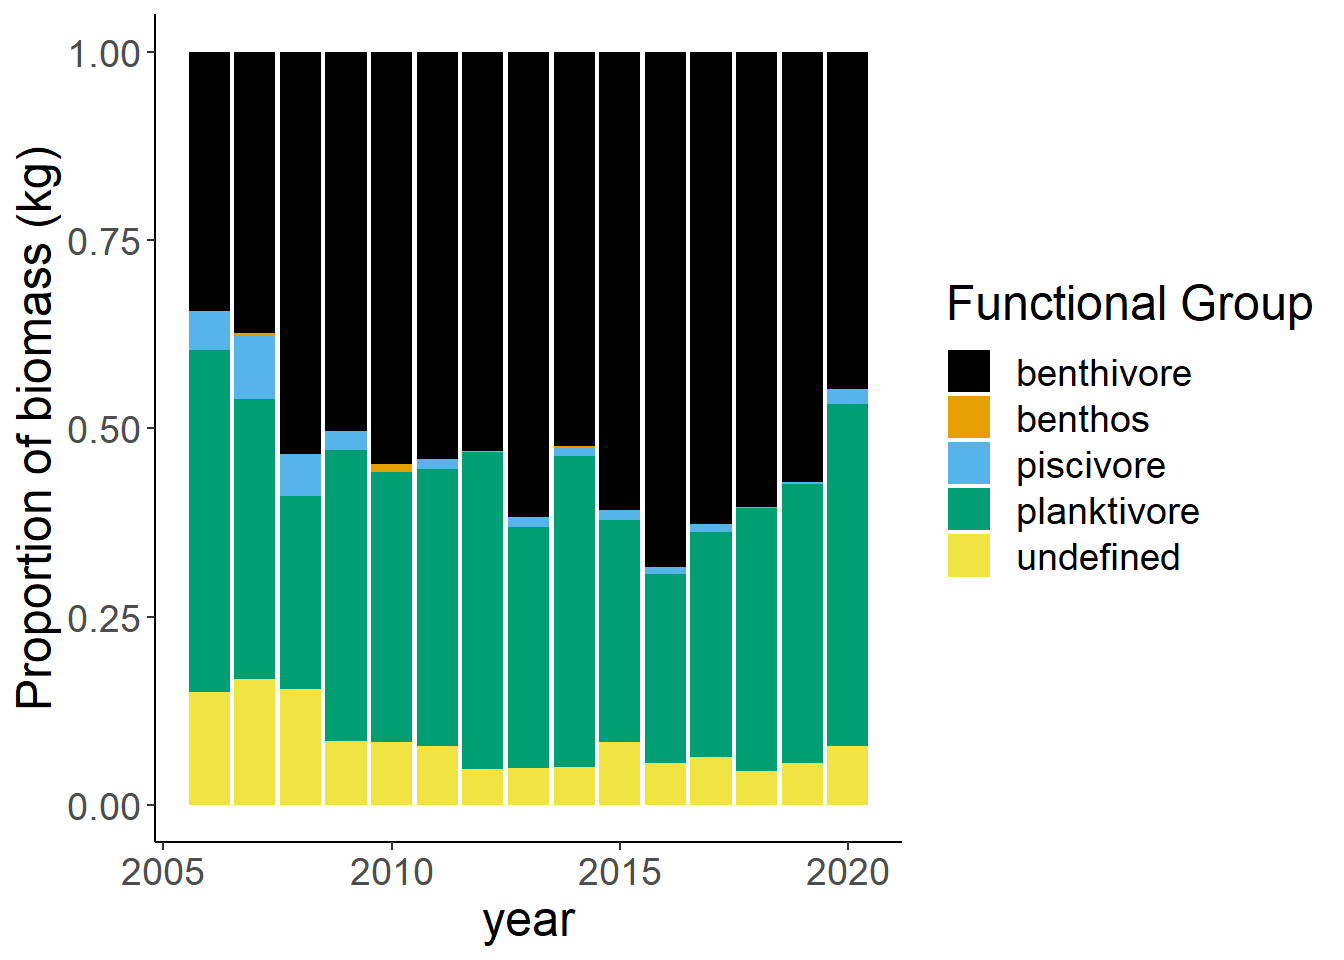 Proportion of biomass (kg)
1.00
0.75
0.50
0.25
0.00
2005 2010 2015 2020
year
Functional Group
benthivore
benthos
piscivore
planktivore
undefined